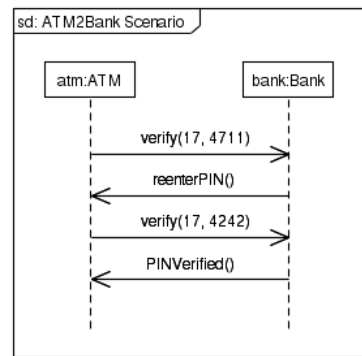 sd: ATM2Bank Scenario
atm:ATM
bank:Bank
verify(17, 4711)
reenterPIN()
verify(17, 4242)
PINVerified()